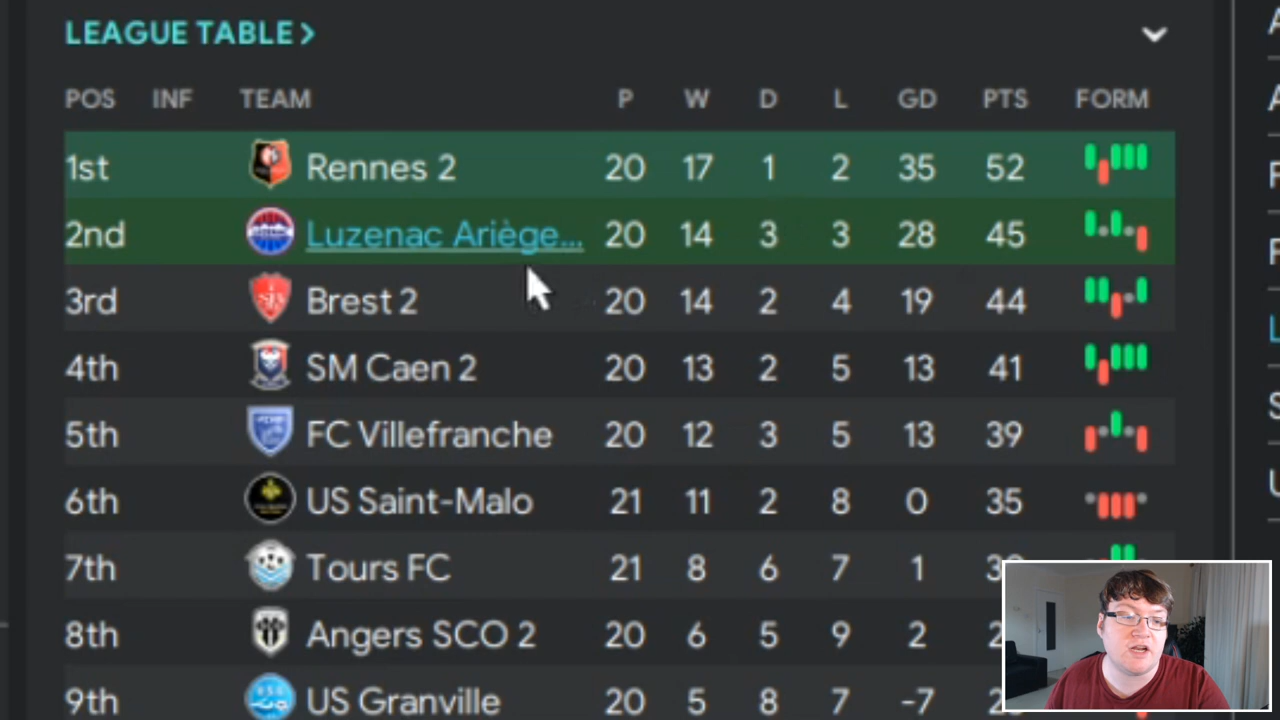 LEAGUE TABLE >
POS INF TEAM P W D L GD PTS FORM
1st Rennes 2 20 17 1 2 35 52
2nd Luzenac Ariège... 20 14 3 3 28 45
3rd Brest 2 20 14 2 4 19 44
4th SM Caen 2 20 13 2 5 13 41
5th FC Villefranche 20 12 3 5 13 39
6th US Saint-Malo 21 11 2 8 0 35
7th Tours FC 21 8 6 7 1
8th Angers SCO 2 20 6 5 9 2
9th US Granville 20 5 8 7 -7